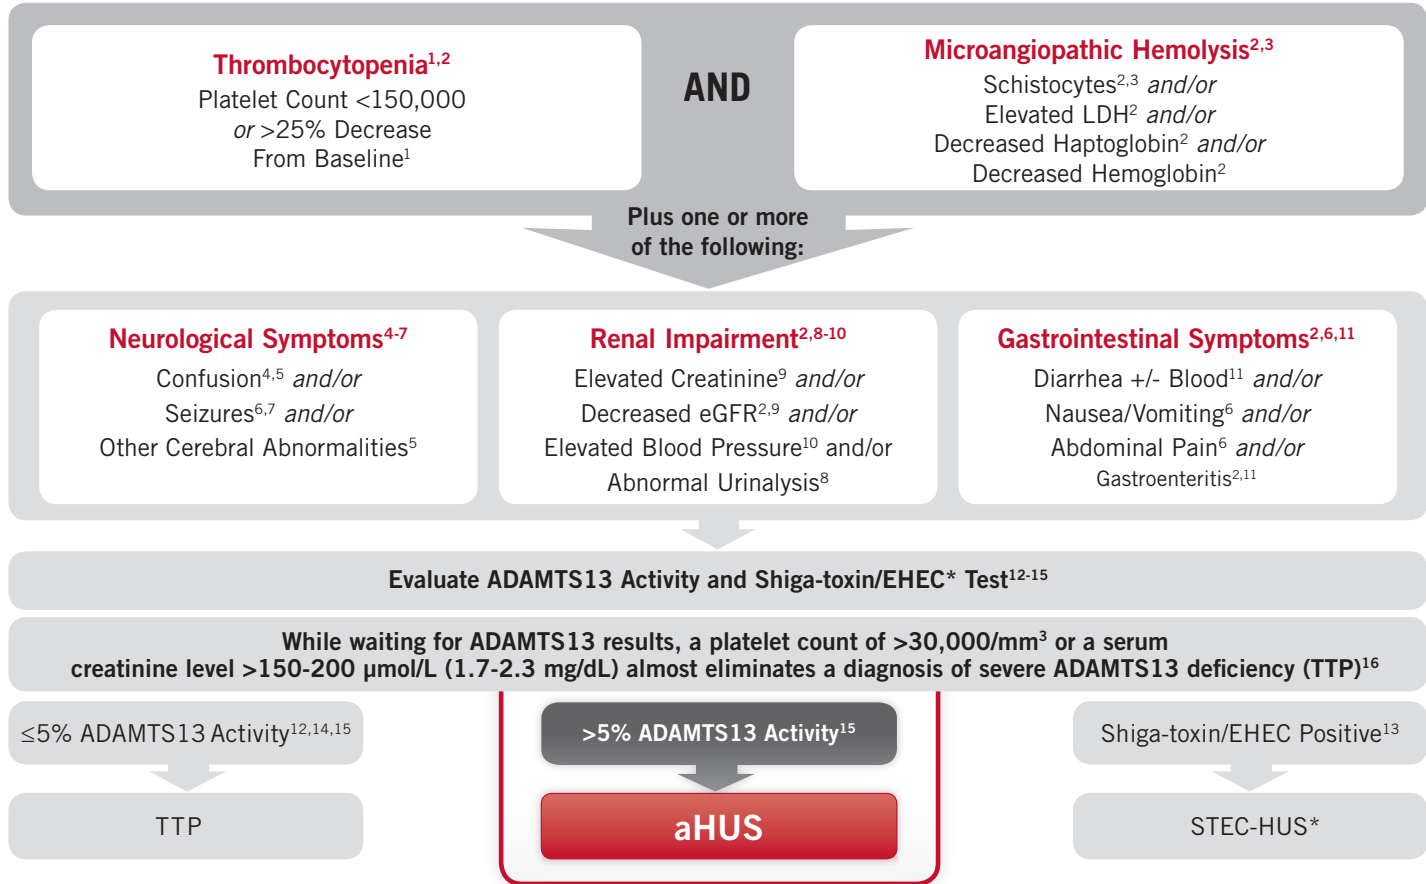 Thrombocytopenia1,2
Platelet Count <150,000
or >25% Decrease
From Baseline1
AND
Microangiopathic Hemolysis2,3
Schistocytes2,3 and/or
Elevated LDH2 and/or
Decreased Haptoglobin2 and/or
Decreased Hemoglobin2
Plus one or more
of the following:
Neurological Symptoms4-7
Confusion4,5 and/or
Seizures6,7 and/or
Other Cerebral Abnormalities5
Renal Impairment2,8-10
Elevated Creatinine9 and/or
Decreased eGFR2,9 and/or
Elevated Blood Pressure10 and/or
Abnormal Urinalysis8
Gastrointestinal Symptoms2,6,11
Diarrhea +/- Blood11 and/or
Nausea/Vomiting6 and/or
Abdominal Pain6 and/or
Gastroenteritis2,11
Evaluate ADAMTS13 Activity and Shiga-toxin/EHEC* Test12-15
While waiting for ADAMTS13 results, a platelet count of >30,000/mm3 or a serum
creatinine level >150-200 µmol/L (1.7-2.3 mg/dL) almost eliminates a diagnosis of severe ADAMTS13 deficiency (TTP)16
≤5% ADAMTS13 Activity12,14,15
TTP
>5% ADAMTS13 Activity15
aHUS
Shiga-toxin/EHEC Positive13
STEC-HUS*